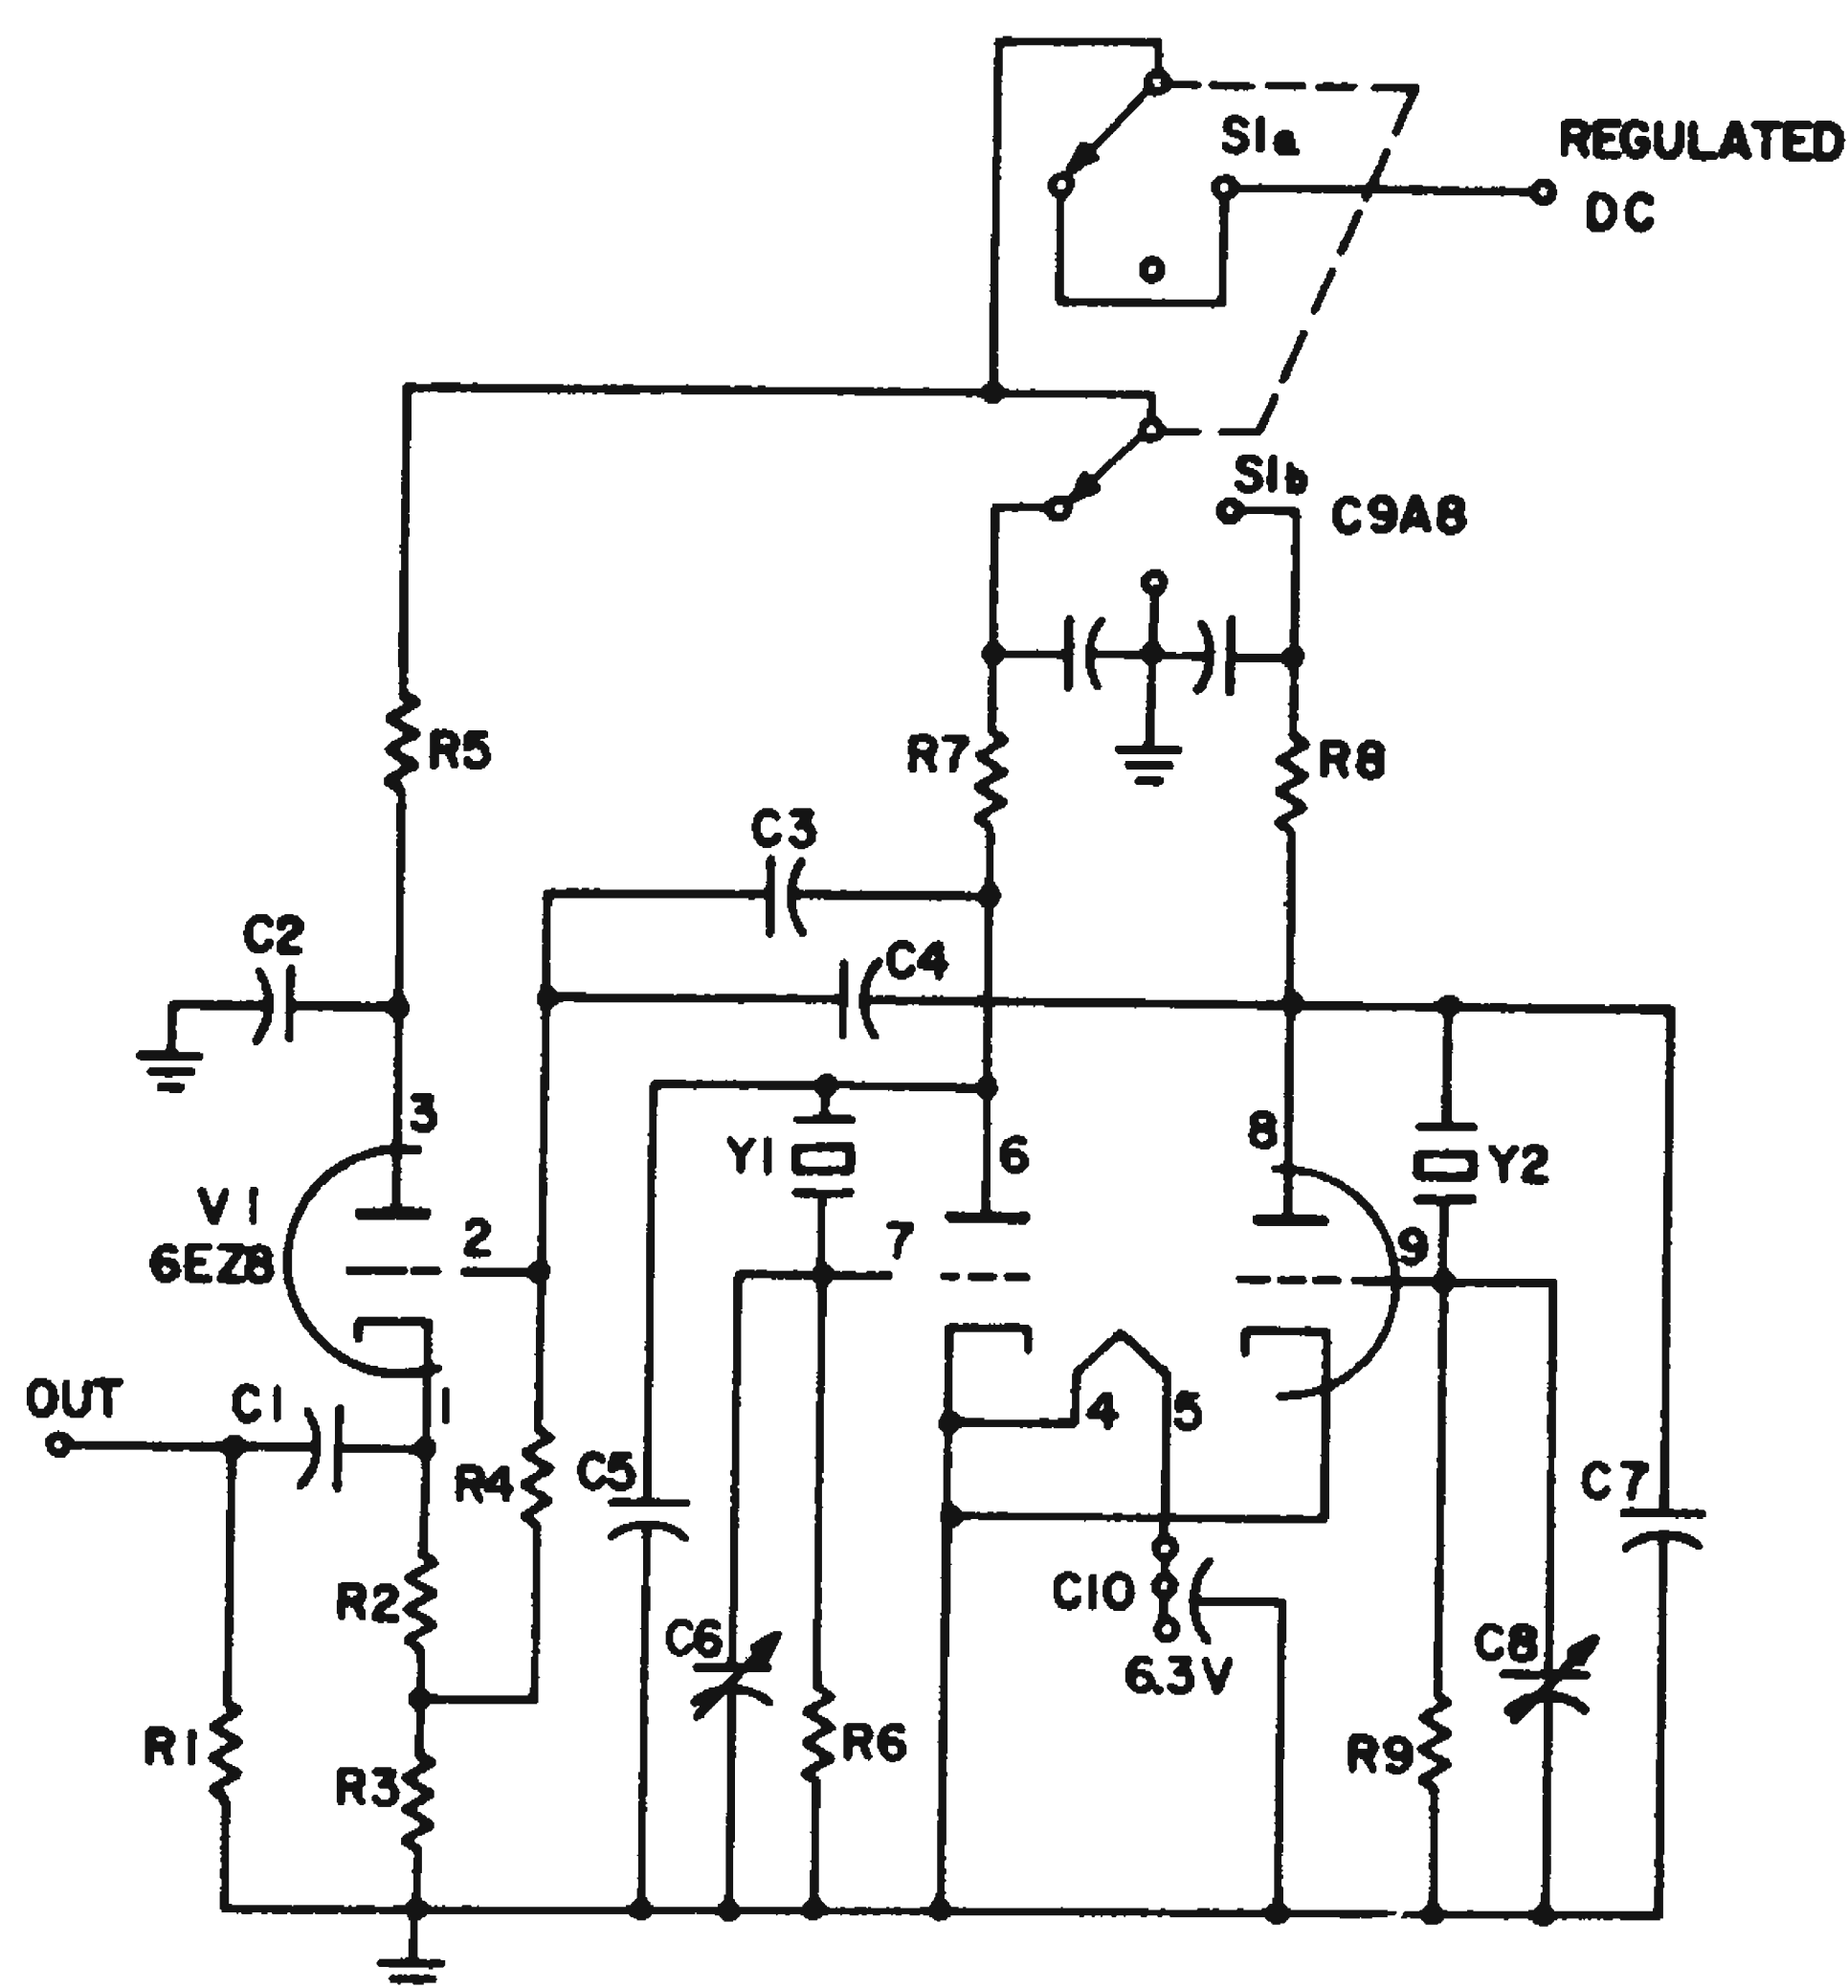 S1a
REGULATED
DC
S1b
C9A8
R5
R7
R8
C3
C2
C4
3
Y1
6
8
Y2
V1
6EZ8
2
7
9
OUT
C1
1
4
5
R4
C5
C7
R2
C10
C6
6.3V
C8
R1
R6
R9
R3